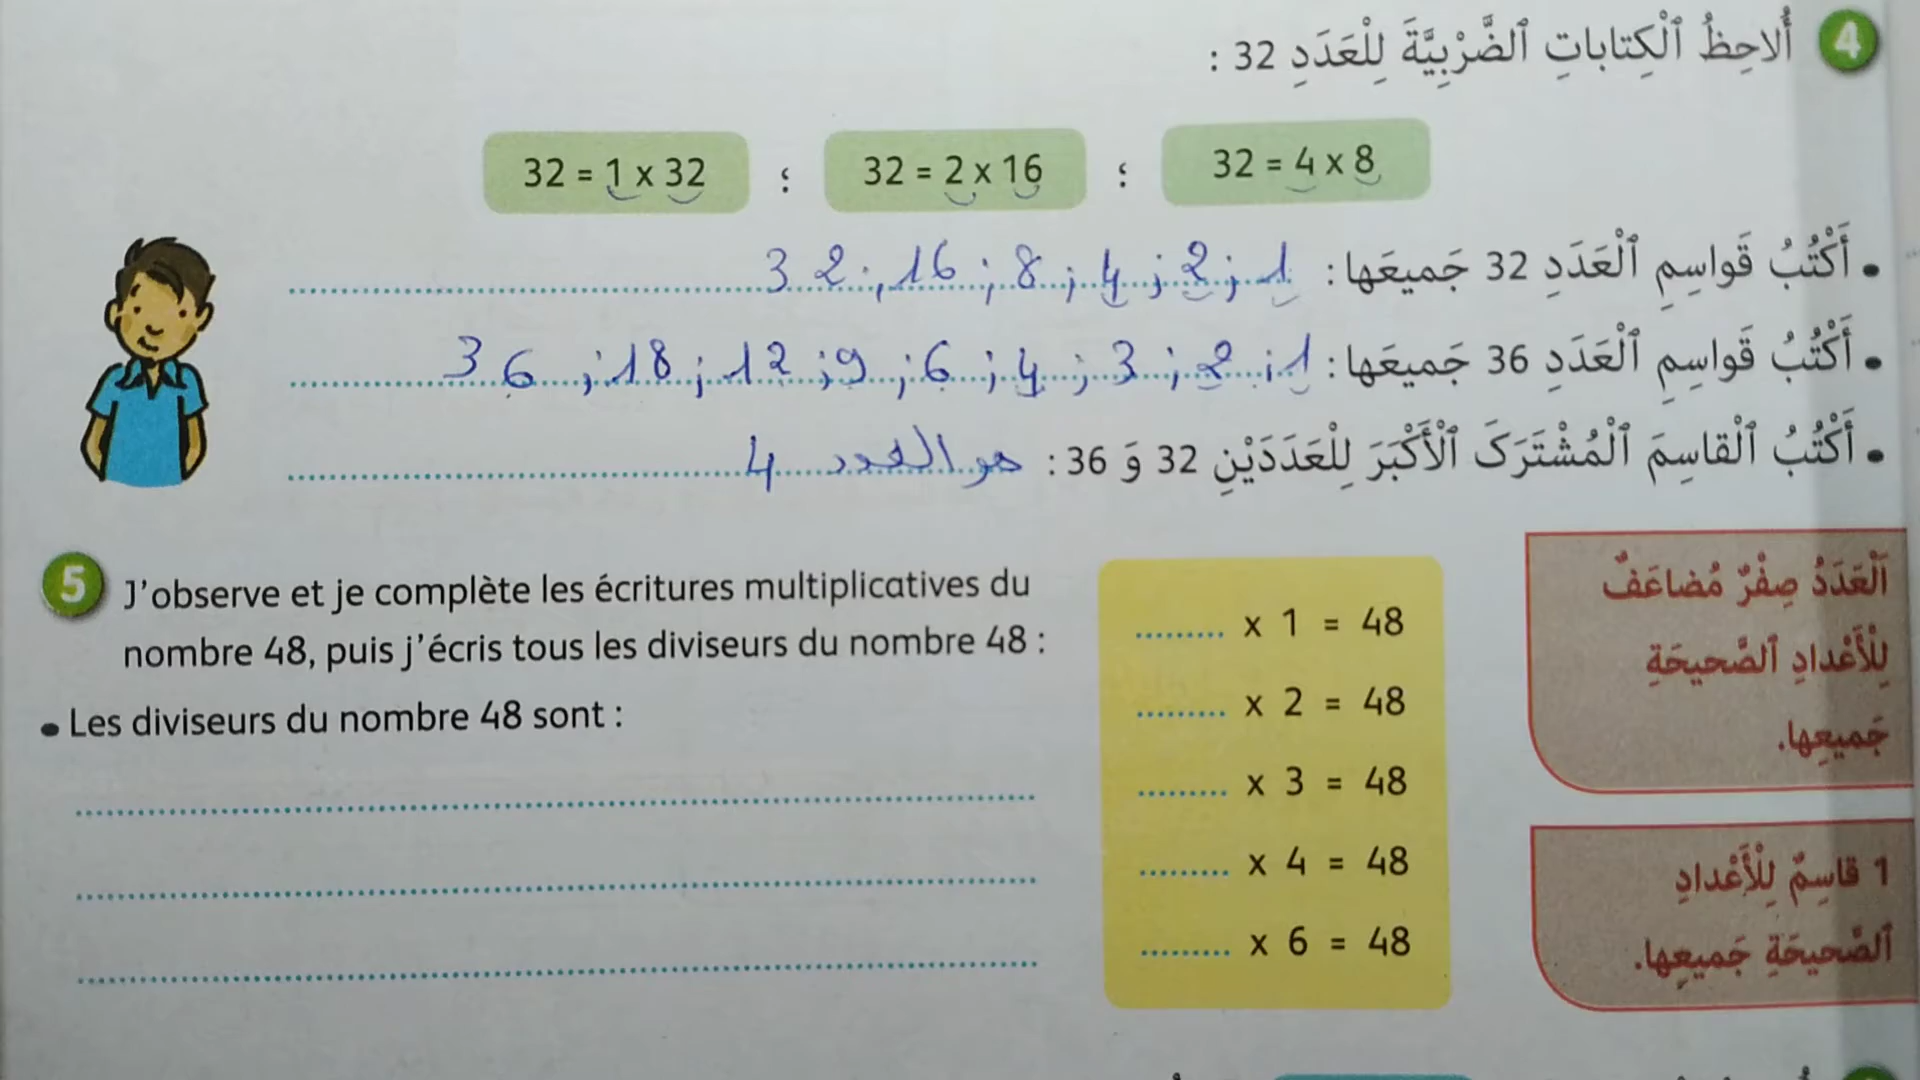 4 أُلاحِظُ ٱلْكِتاباتِ ٱلضَّرْبِيَّةَ لِلْعَدَدِ 32 :
32 = 4 x 8 ؛ 32 = 2 x 16 ؛ 32 = 1 x 32
• أَكْتُبُ قَواسِمِ ٱلْعَدَدِ 32 جَميعَها : 1 ; 2 ; 4 ; 8 ; 16 ; 32
• أَكْتُبُ قَواسِمِ ٱلْعَدَدِ 36 جَميعَها : 1 ; 2 ; 3 ; 4 ; 6 ; 9 ; 12 ; 18 ; 36
• أَكْتُبُ ٱلْقاسِمَ ٱلْمُشْتَرَكَ ٱلْأَكْبَرَ لِلْعَدَدَيْنِ 32 وَ 36 : هو العدد 4
5 J’observe et je complète les écritures multiplicatives du
nombre 48, puis j’écris tous les diviseurs du nombre 48 :
• Les diviseurs du nombre 48 sont :
......... x 1 = 48
......... x 2 = 48
......... x 3 = 48
......... x 4 = 48
......... x 6 = 48
اَلْعَدَدُ صِفْرٌ مُضاعَفٌ
لِلْأَعْدادِ ٱلصَّحيحَةِ
جَميعِها.
1 قاسِمٌ لِلْأَعْدادِ
ٱلصَّحيحَةِ جَميعِها.